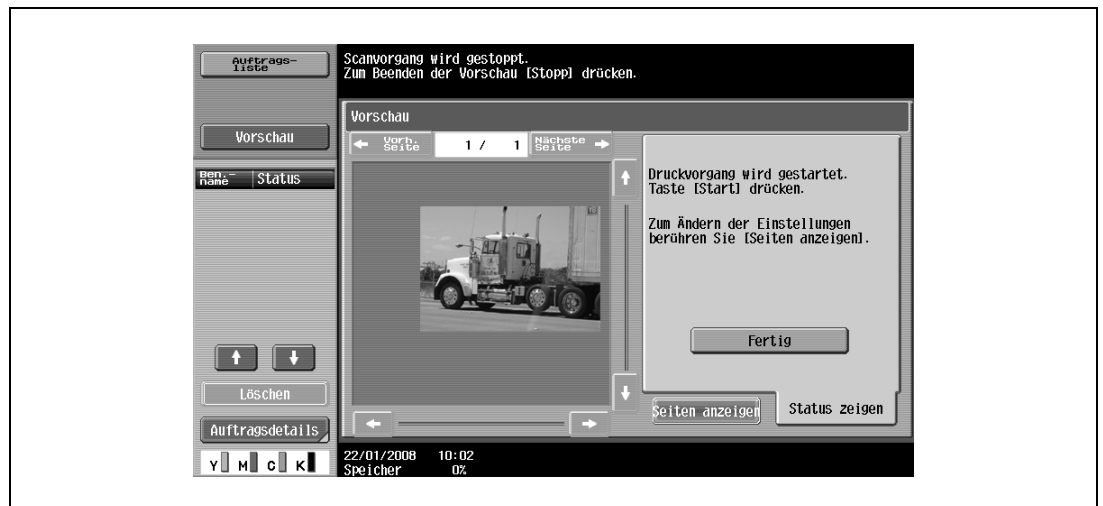 Auftrags-
liste
Vorschau
Ben.-
name
Status
Löschen
Auftragsdetails
Y M C K
Scanvorgang wird gestoppt.
Zum Beenden der Vorschau [Stopp] drücken.
Vorschau
Vorh.
Seite
1 / 1
Nächste
Seite
Druckvorgang wird gestartet.
Taste [Start] drücken.
Zum Ändern der Einstellungen
berühren Sie [Seiten anzeigen].
Fertig
Seiten anzeigen
Status zeigen
22/01/2008 10:02
Speicher 0%